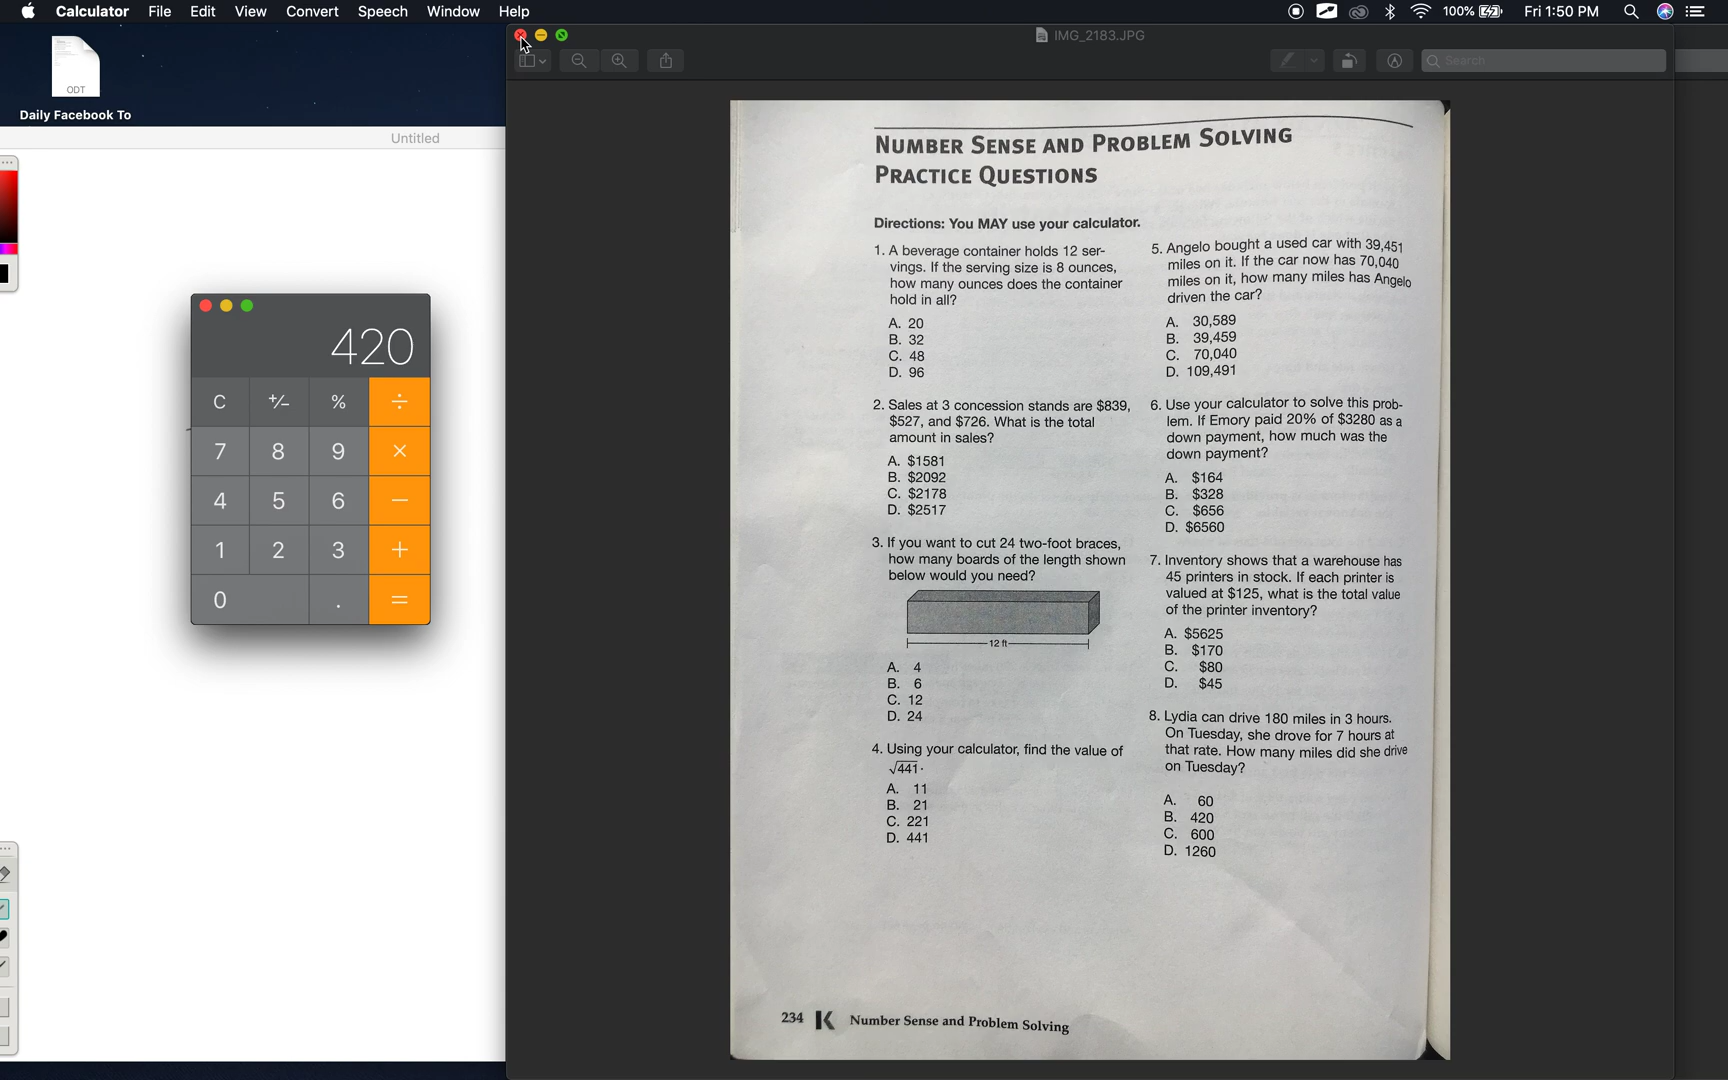 Calculator File Edit View Convert Speech Window Help
100% Fri 1:50 PM
ODT
Daily Facebook To
Untitled
IMG_2183.JPG
Search
420
C +/- % ÷
7 8 9 ×
4 5 6 −
1 2 3 +
0 . =
NUMBER SENSE AND PROBLEM SOLVING
PRACTICE QUESTIONS
Directions: You MAY use your calculator.
1. A beverage container holds 12 ser-
vings. If the serving size is 8 ounces,
how many ounces does the container
hold in all?
A. 20
B. 32
C. 48
D. 96
2. Sales at 3 concession stands are $839,
$527, and $726. What is the total
amount in sales?
A. $1581
B. $2092
C. $2178
D. $2517
3. If you want to cut 24 two-foot braces,
how many boards of the length shown
below would you need?
12 ft
A. 4
B. 6
C. 12
D. 24
4. Using your calculator, find the value of
√441.
A. 11
B. 21
C. 221
D. 441
5. Angelo bought a used car with 39,451
miles on it. If the car now has 70,040
miles on it, how many miles has Angelo
driven the car?
A. 30,589
B. 39,459
C. 70,040
D. 109,491
6. Use your calculator to solve this prob-
lem. If Emory paid 20% of $3280 as a
down payment, how much was the
down payment?
A. $164
B. $328
C. $656
D. $6560
7. Inventory shows that a warehouse has
45 printers in stock. If each printer is
valued at $125, what is the total value
of the printer inventory?
A. $5625
B. $170
C. $80
D. $45
8. Lydia can drive 180 miles in 3 hours.
On Tuesday, she drove for 7 hours at
that rate. How many miles did she drive
on Tuesday?
A. 60
B. 420
C. 600
D. 1260
234 K Number Sense and Problem Solving